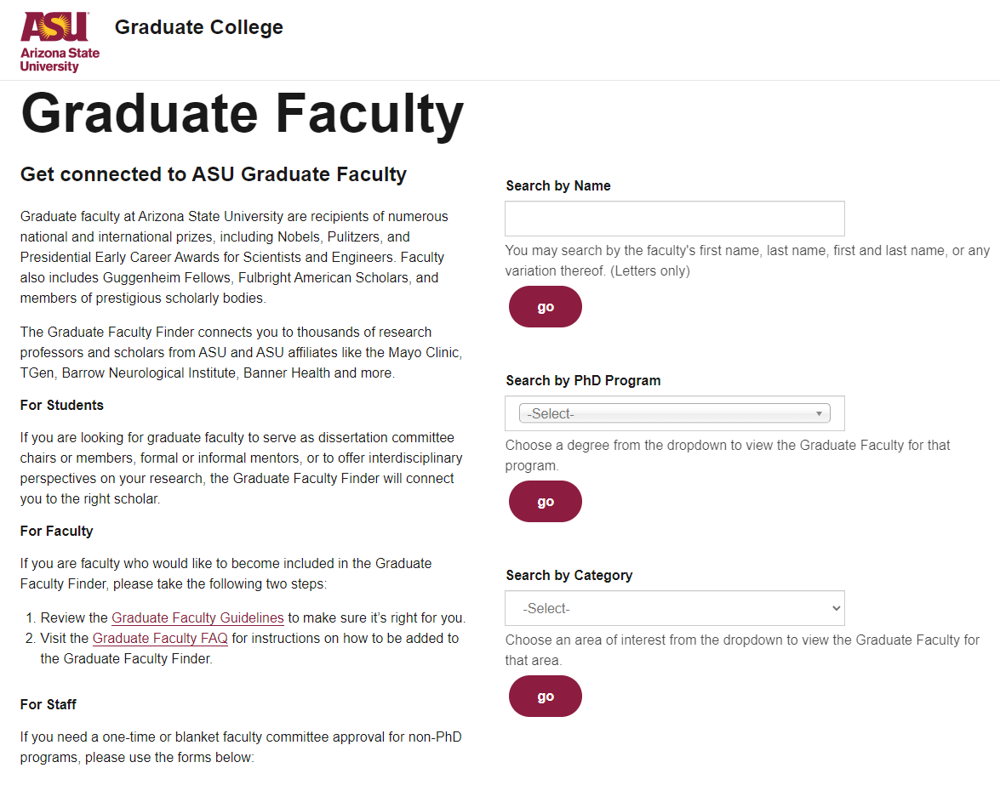 ASU
Arizona State
University
Graduate College
Graduate Faculty
Get connected to ASU Graduate Faculty
Graduate faculty at Arizona State University are recipients of numerous
national and international prizes, including Nobels, Pulitzers, and
Presidential Early Career Awards for Scientists and Engineers. Faculty
also includes Guggenheim Fellows, Fulbright American Scholars, and
members of prestigious scholarly bodies.
The Graduate Faculty Finder connects you to thousands of research
professors and scholars from ASU and ASU affiliates like the Mayo Clinic,
TGen, Barrow Neurological Institute, Banner Health and more.
For Students
If you are looking for graduate faculty to serve as dissertation committee
chairs or members, formal or informal mentors, or to offer interdisciplinary
perspectives on your research, the Graduate Faculty Finder will connect
you to the right scholar.
For Faculty
If you are faculty who would like to become included in the Graduate
Faculty Finder, please take the following two steps:
1. Review the Graduate Faculty Guidelines to make sure it's right for you.
2. Visit the Graduate Faculty FAQ for instructions on how to be added to
the Graduate Faculty Finder.
For Staff
If you need a one-time or blanket faculty committee approval for non-PhD
programs, please use the forms below:
Search by Name
You may search by the faculty's first name, last name, first and last name, or any
variation thereof. (Letters only)
go
Search by PhD Program
-Select-
Choose a degree from the dropdown to view the Graduate Faculty for that
program.
go
Search by Category
-Select-
Choose an area of interest from the dropdown to view the Graduate Faculty for
that area.
go